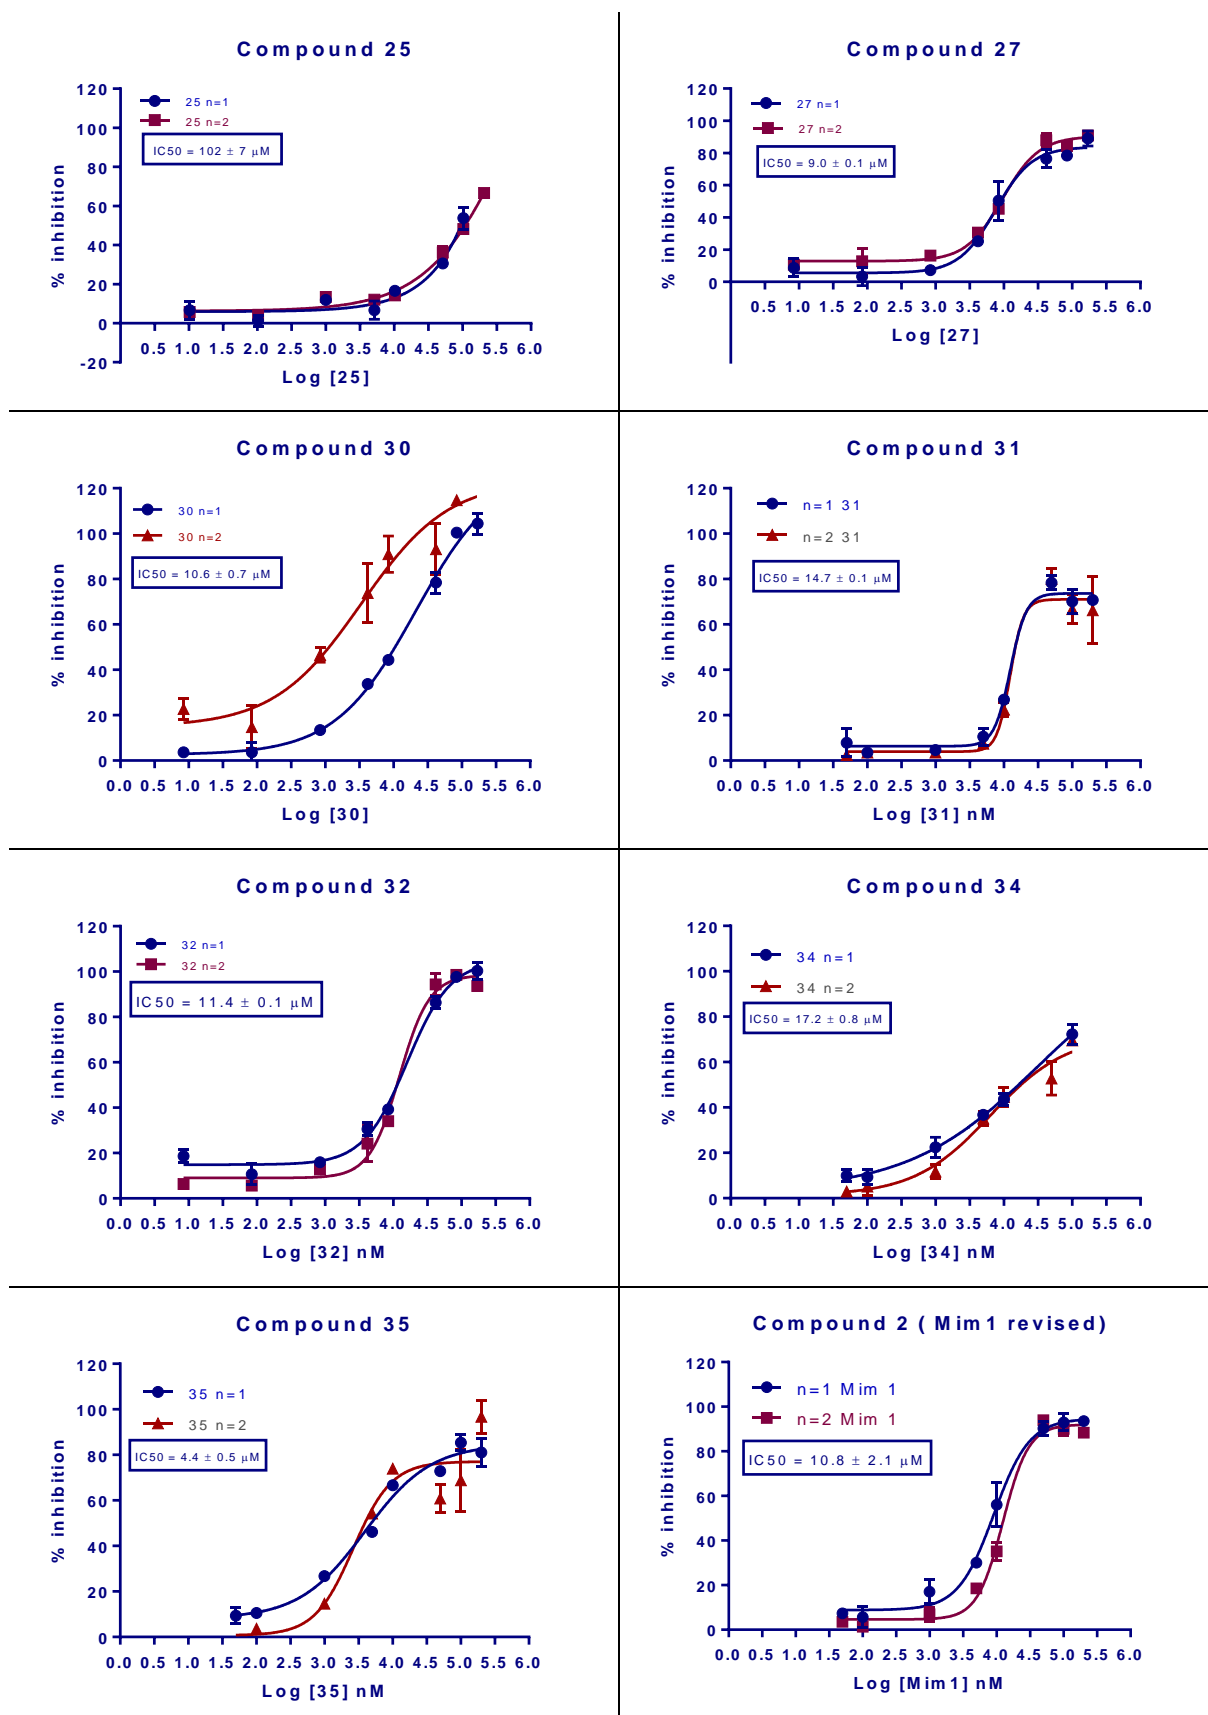 Compound 25
120
100
80
60
40
20
0
-20
% inhibition
25 n=1
25 n=2
IC50 = 102 ± 7 μM
0.5 1.0 1.5 2.0 2.5 3.0 3.5 4.0 4.5 5.0 5.5 6.0
Log [25]
Compound 27
120
100
80
60
40
20
0
% inhibition
27 n=1
27 n=2
IC50 = 9.0 ± 0.1 μM
0.5 1.0 1.5 2.0 2.5 3.0 3.5 4.0 4.5 5.0 5.5 6.0
Log [27]
Compound 30
120
100
80
60
40
20
0
% inhibition
30 n=1
30 n=2
IC50 = 10.6 ± 0.7 μM
0.0 0.5 1.0 1.5 2.0 2.5 3.0 3.5 4.0 4.5 5.0 5.5 6.0
Log [30]
Compound 31
120
100
80
60
40
20
0
% inhibition
n=1 31
n=2 31
IC50 = 14.7 ± 0.1 μM
0.0 0.5 1.0 1.5 2.0 2.5 3.0 3.5 4.0 4.5 5.0 5.5 6.0
Log [31] nM
Compound 32
120
100
80
60
40
20
0
% inhibition
32 n=1
32 n=2
IC50 = 11.4 ± 0.1 μM
0.0 0.5 1.0 1.5 2.0 2.5 3.0 3.5 4.0 4.5 5.0 5.5 6.0
Log [32] nM
Compound 34
120
100
80
60
40
20
0
% inhibition
34 n=1
34 n=2
IC50 = 17.2 ± 0.8 μM
0.0 0.5 1.0 1.5 2.0 2.5 3.0 3.5 4.0 4.5 5.0 5.5 6.0
Log [34] nM
Compound 35
120
100
80
60
40
20
0
% inhibition
35 n=1
35 n=2
IC50 = 4.4 ± 0.5 μM
0.0 0.5 1.0 1.5 2.0 2.5 3.0 3.5 4.0 4.5 5.0 5.5 6.0
Log [35] nM
Compound 2 ( Mim1 revised)
120
100
80
60
40
20
0
% inhibition
n=1 Mim 1
n=2 Mim 1
IC50 = 10.8 ± 2.1 μM
0.0 0.5 1.0 1.5 2.0 2.5 3.0 3.5 4.0 4.5 5.0 5.5 6.0
Log [Mim1] nM